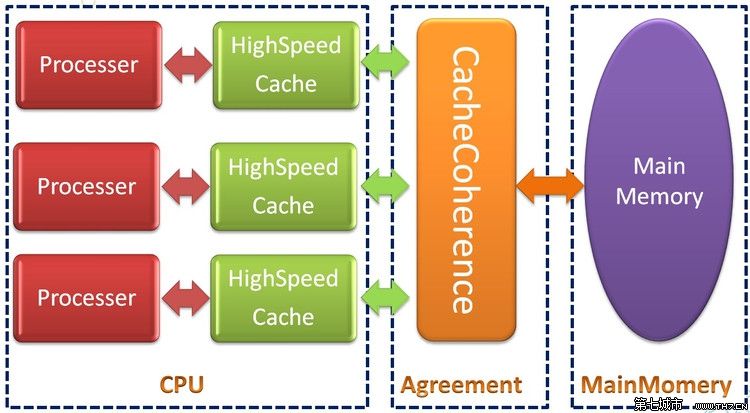 Processer
HighSpeed
Cache
Processer
HighSpeed
Cache
Processer
HighSpeed
Cache
CacheCoherence
Main
Memory
CPU
Agreement
MainMomery
第七城市 WWW.TH7.CN